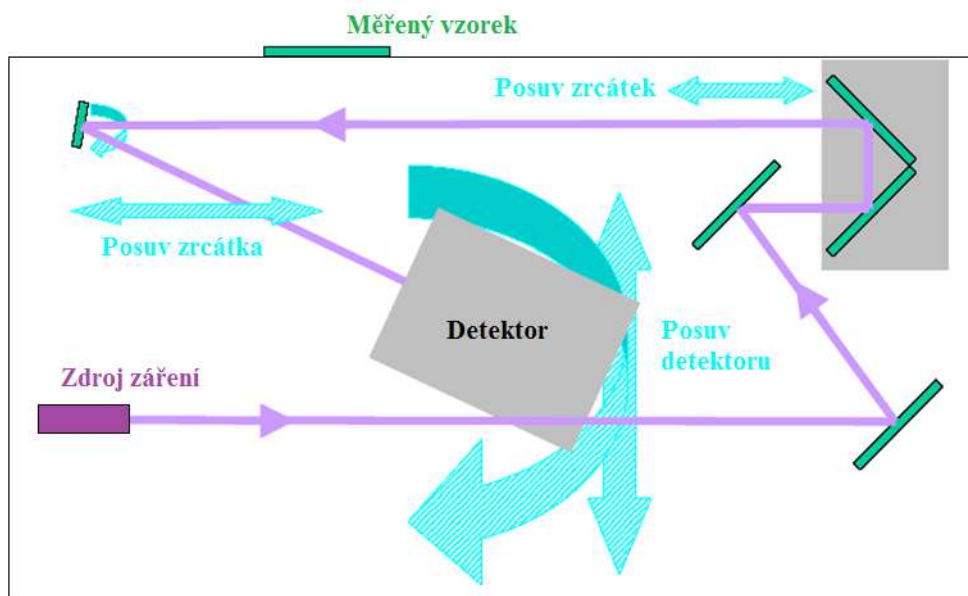 Měřený vzorek
Posuv zrcátek
Posuv zrcátka
Detektor
Posuv
detektoru
Zdroj záření